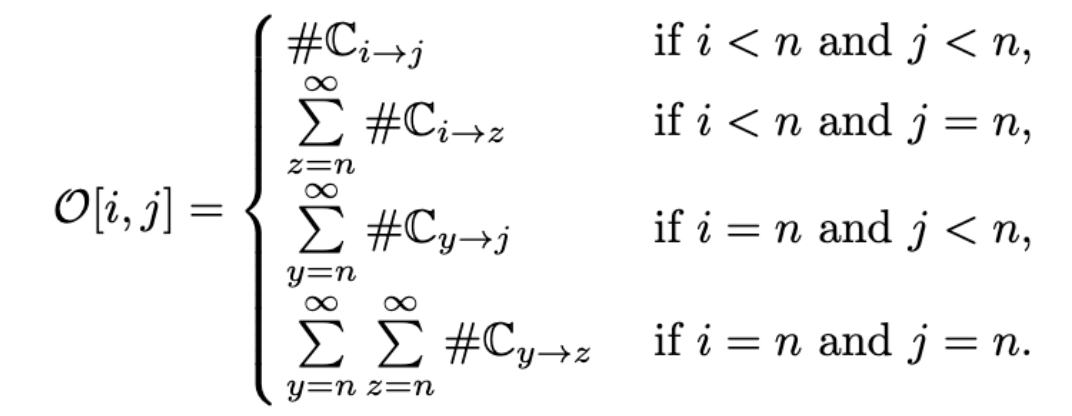 𝒪[i, j] = { #ℂ_{i→j} if i < n and j < n,
∑_{z=n}^{∞} #ℂ_{i→z} if i < n and j = n,
∑_{y=n}^{∞} #ℂ_{y→j} if i = n and j < n,
∑_{y=n}^{∞} ∑_{z=n}^{∞} #ℂ_{y→z} if i = n and j = n.